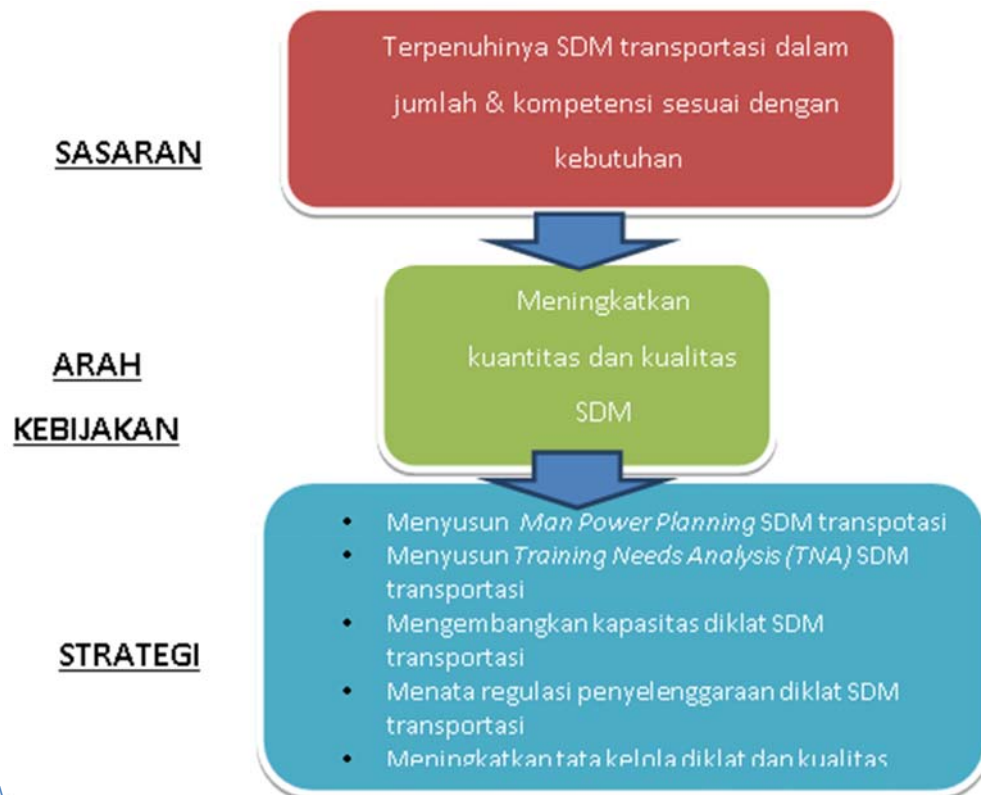 SASARAN
Terpenuhinya SDM transportasi dalam
jumlah & kompetensi sesuai dengan
kebutuhan
ARAH
KEBIJAKAN
Meningkatkan
kuantitas dan kualitas
SDM
STRATEGI
• Menyusun Man Power Planning SDM transpotasi
• Menyusun Training Needs Analysis (TNA) SDM
transportasi
• Mengembangkan kapasitas diklat SDM
transportasi
• Menata regulasi penyelenggaraan diklat SDM
transportasi
• Meningkatkan tata kelola diklat dan kualitas